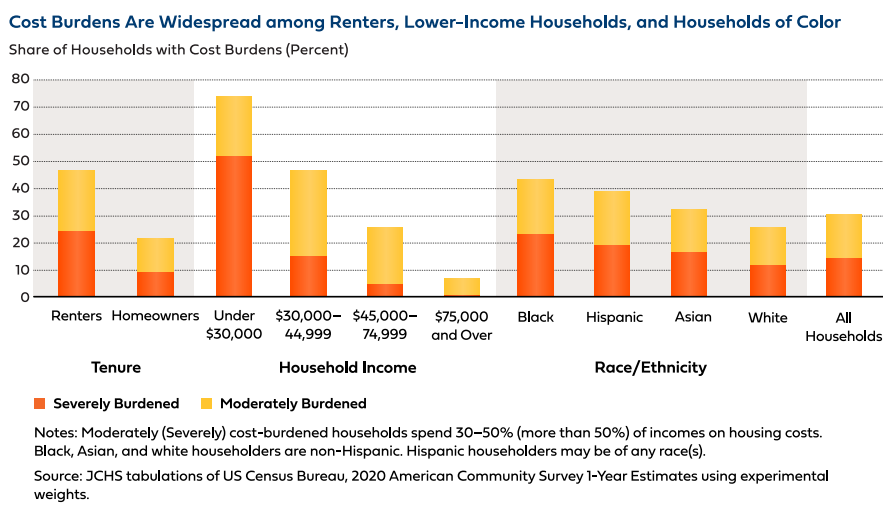 Cost Burdens Are Widespread among Renters, Lower-Income Households, and Households of Color
Share of Households with Cost Burdens (Percent)
80
70
60
50
40
30
20
10
0
Renters Homeowners Under $30,000 $30,000– 44,999 $45,000– 74,999 $75,000 and Over Black Hispanic Asian White All Households
Tenure Household Income Race/Ethnicity
Severely Burdened Moderately Burdened
Notes: Moderately (Severely) cost-burdened households spend 30–50% (more than 50%) of incomes on housing costs.
Black, Asian, and white householders are non-Hispanic. Hispanic householders may be of any race(s).
Source: JCHS tabulations of US Census Bureau, 2020 American Community Survey 1-Year Estimates using experimental
weights.